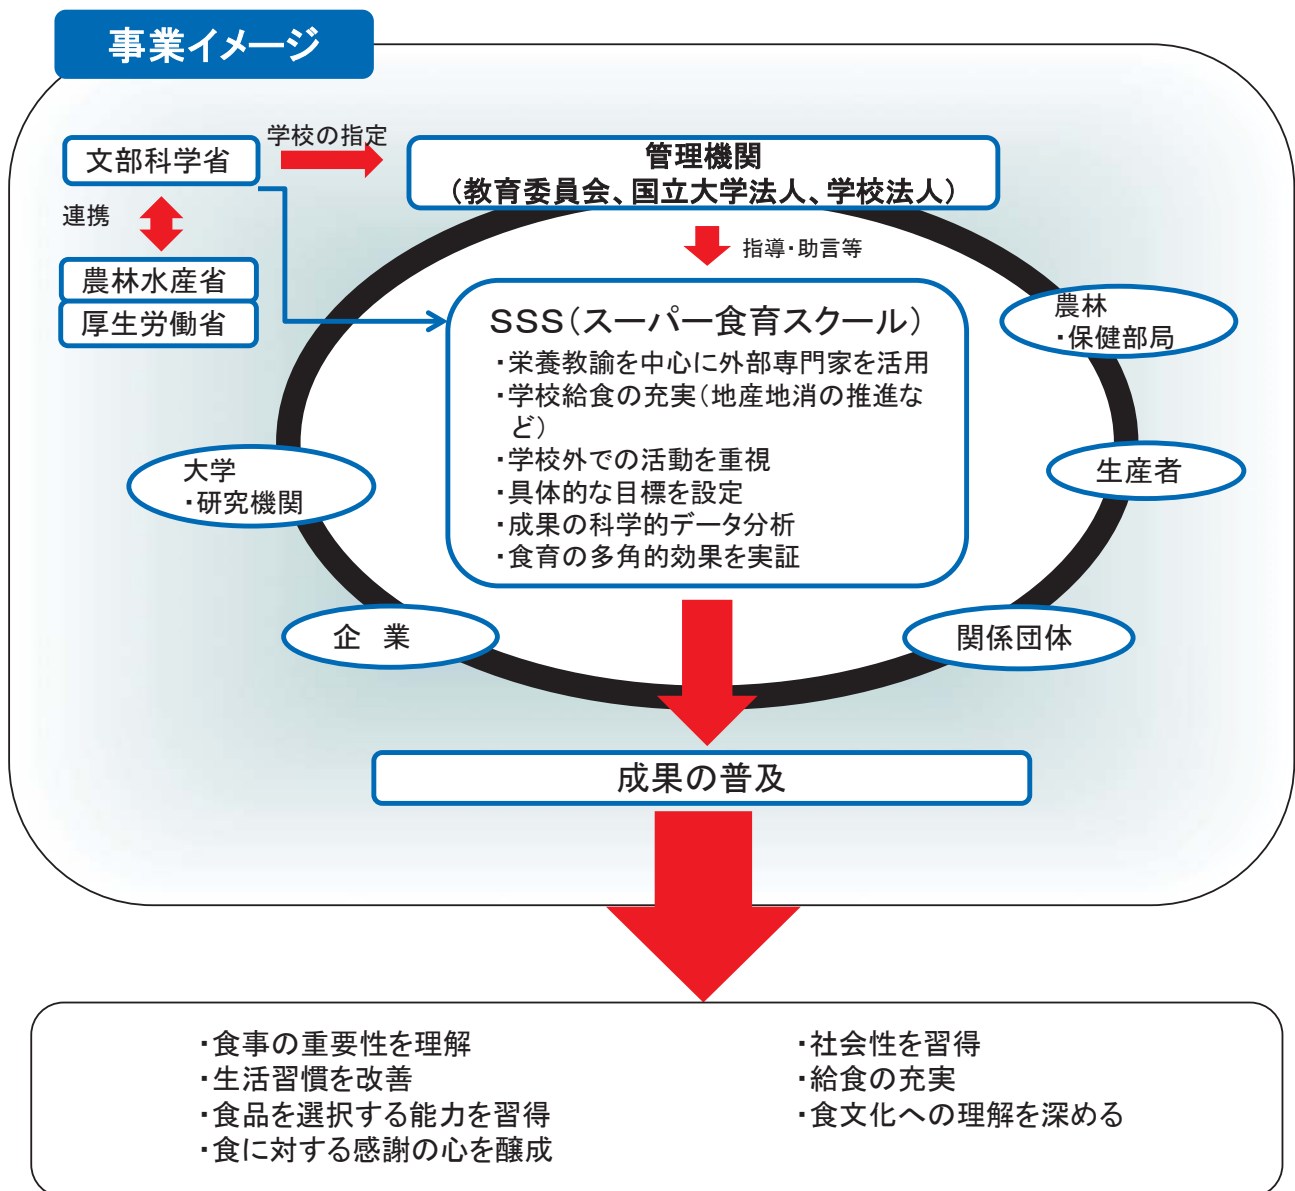 事業イメージ
学校の指定
文部科学省
管理機関
（教育委員会、国立大学法人、学校法人）
連携
農林水産省
厚生労働省
指導・助言等
SSS（スーパー食育スクール）
・栄養教諭を中心に外部専門家を活用
・学校給食の充実（地産地消の推進な
ど）
・学校外での活動を重視
・具体的な目標を設定
・成果の科学的データ分析
・食育の多角的効果を実証
農林
・保健部局
大学
・研究機関
生産者
企　業
関係団体
成果の普及
・食事の重要性を理解
・生活習慣を改善
・食品を選択する能力を習得
・食に対する感謝の心を醸成
・社会性を習得
・給食の充実
・食文化への理解を深める